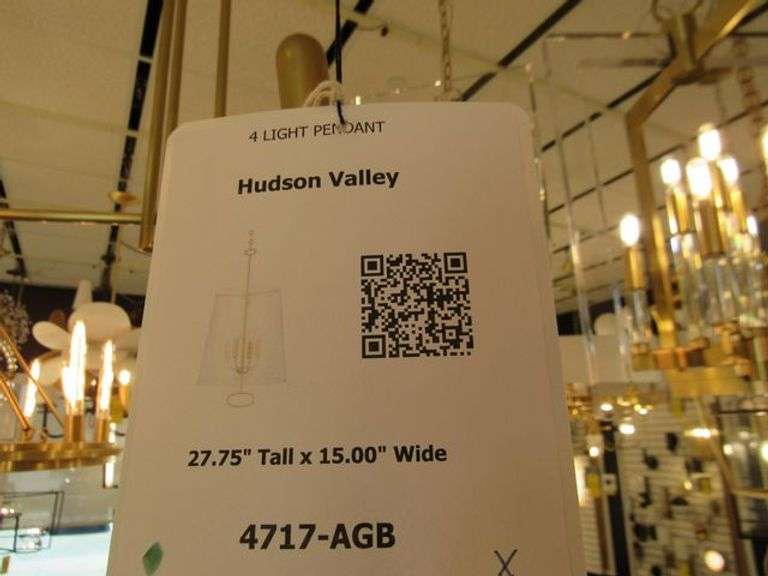 4 LIGHT PENDANT
Hudson Valley
27.75" Tall x 15.00" Wide
4717-AGB
X